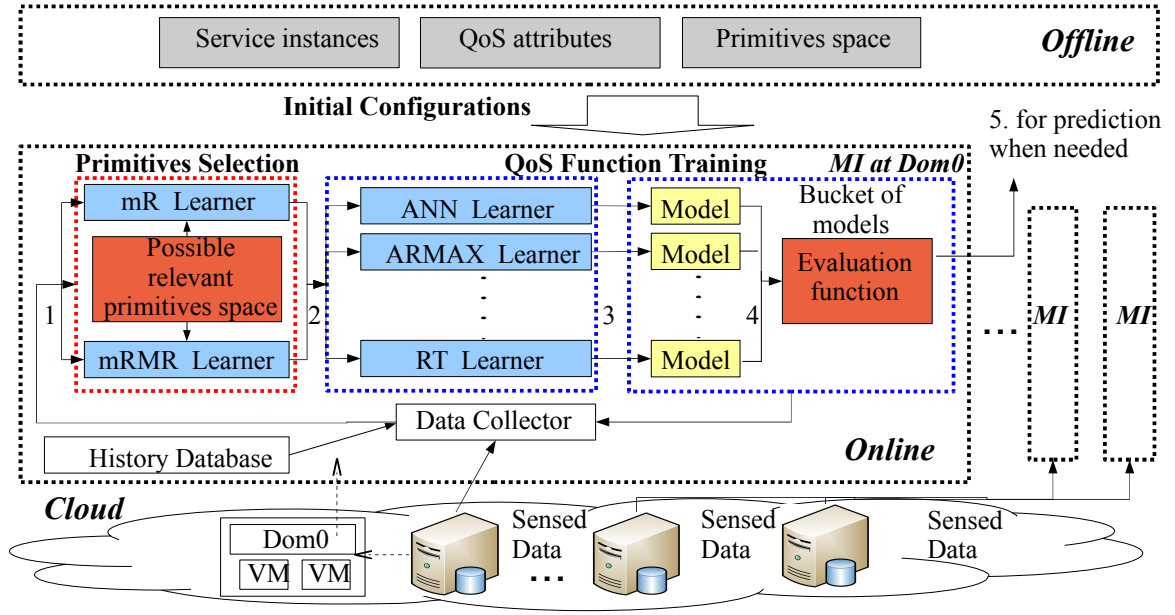 Service instances
QoS attributes
Primitives space
Offline
Initial Configurations
5. for prediction
when needed
Primitives Selection
QoS Function Training
MI at Dom0
mR Learner
Possible
relevant
primitives space
mRMR Learner
1
2
ANN Learner
ARMAX Learner
RT Learner
3
Model
Model
Model
4
Bucket of
models
Evaluation
function
...
MI
MI
Data Collector
History Database
Online
Cloud
Dom0
VM
VM
Sensed
Data
...
Sensed
Data
Sensed
Data